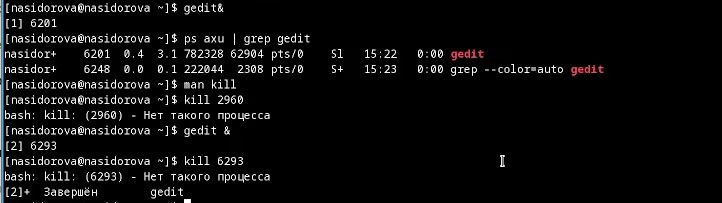 [nasidorova@nasidorova ~]$ gedit&
[1] 6201
[nasidorova@nasidorova ~]$ ps axu | grep gedit
nasidor+    6201  0.4  3.1 782328 62904 pts/0    Sl   15:22   0:00 gedit
nasidor+    6248  0.0  0.1 222044  2308 pts/0    S+   15:23   0:00 grep --color=auto gedit
[nasidorova@nasidorova ~]$ man kill
[nasidorova@nasidorova ~]$ kill 2960
bash: kill: (2960) - Нет такого процесса
[nasidorova@nasidorova ~]$ gedit &
[2] 6293
[nasidorova@nasidorova ~]$ kill 6293
bash: kill: (6293) - Нет такого процесса
[2]+  Завершён        gedit
[nasidorova@nasidorova ~]$